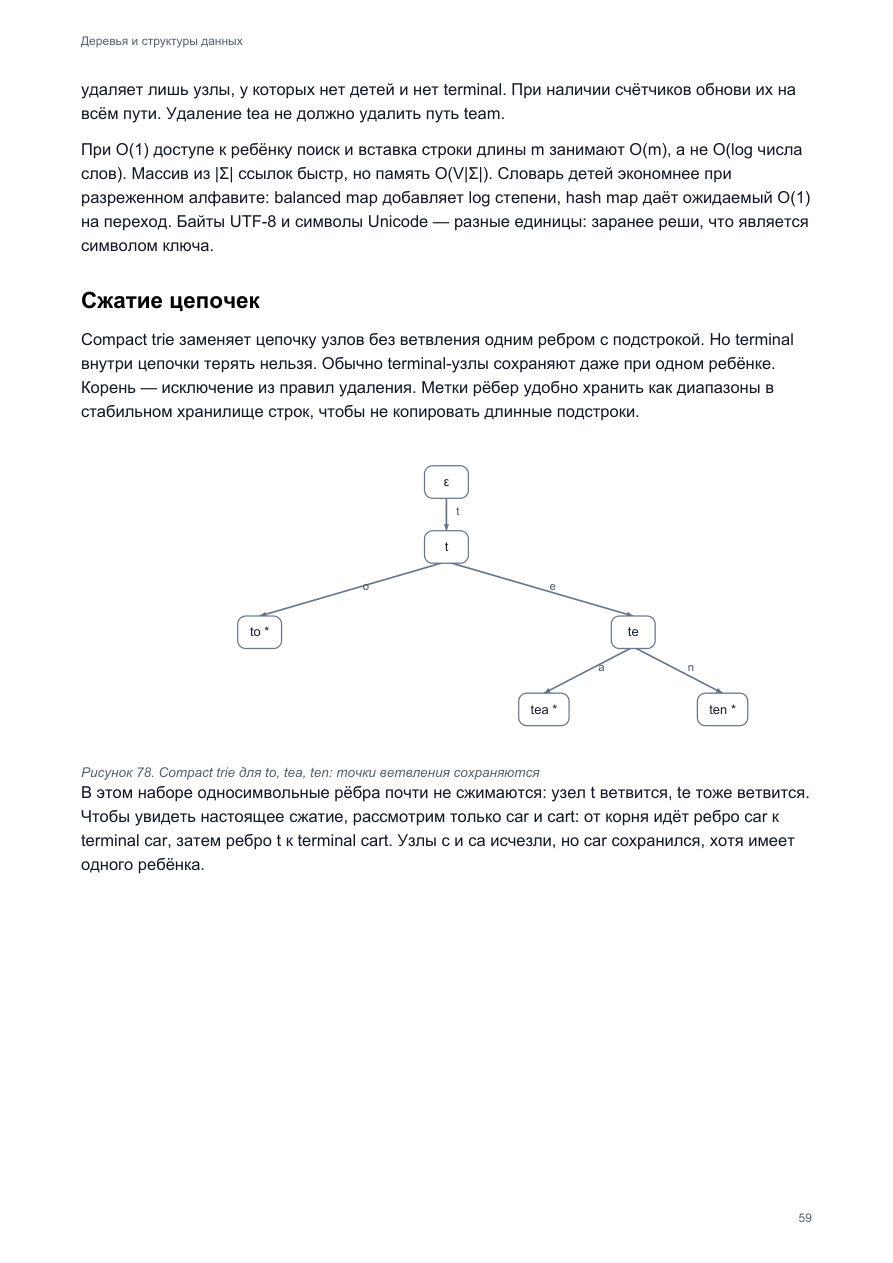 Деревья и структуры данных
удаляет лишь узлы, у которых нет детей и нет terminal. При наличии счётчиков обнови их на
всём пути. Удаление tea не должно удалить путь team.
При O(1) доступе к ребёнку поиск и вставка строки длины m занимают O(m), а не O(log числа
слов). Массив из |Σ| ссылок быстр, но память O(V|Σ|). Словарь детей экономнее при
разреженном алфавите: balanced map добавляет log степени, hash map даёт ожидаемый O(1)
на переход. Байты UTF-8 и символы Unicode — разные единицы: заранее реши, что является
символом ключа.
Сжатие цепочек
Compact trie заменяет цепочку узлов без ветвления одним ребром с подстрокой. Но terminal
внутри цепочки терять нельзя. Обычно terminal-узлы сохраняют даже при одном ребёнке.
Корень — исключение из правил удаления. Метки рёбер удобно хранить как диапазоны в
стабильном хранилище строк, чтобы не копировать длинные подстроки.
ε
t
t
o
e
to *
te
a
n
tea *
ten *
Рисунок 78. Compact trie для to, tea, ten: точки ветвления сохраняются
В этом наборе односимвольные рёбра почти не сжимаются: узел t ветвится, te тоже ветвится.
Чтобы увидеть настоящее сжатие, рассмотрим только car и cart: от корня идёт ребро car к
terminal car, затем ребро t к terminal cart. Узлы c и ca исчезли, но car сохранился, хотя имеет
одного ребёнка.
59